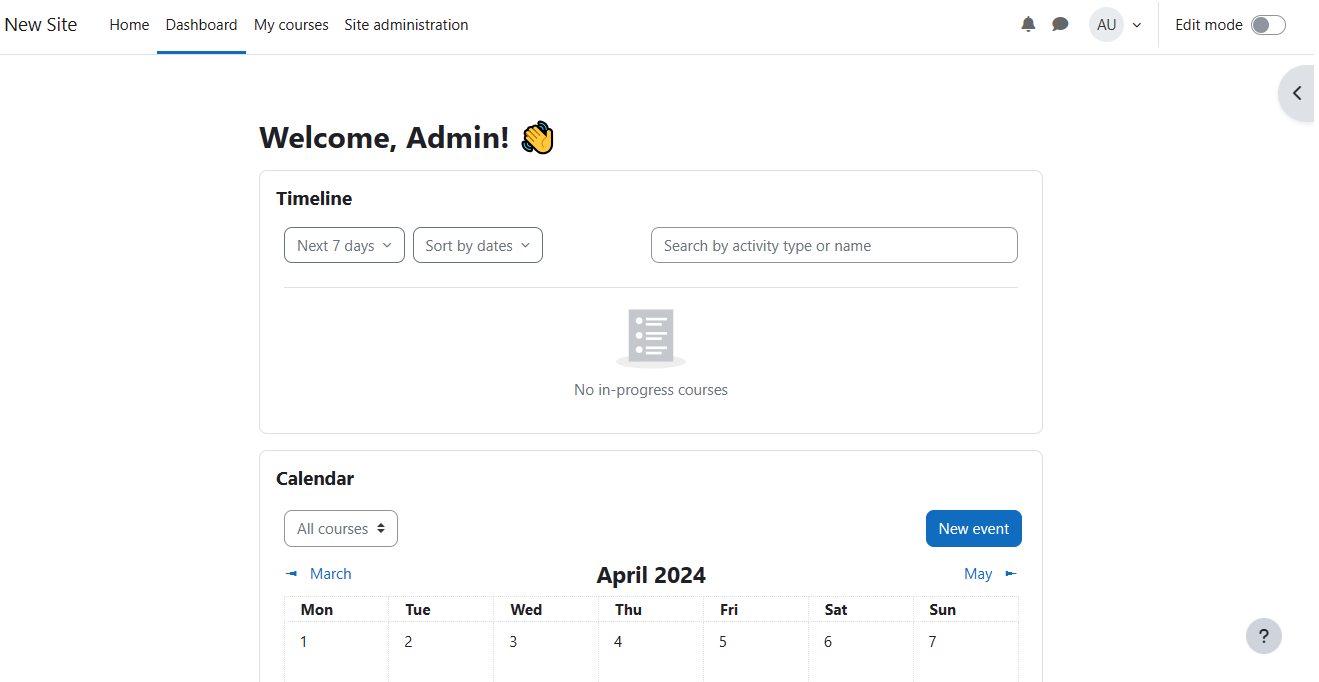 New Site Home Dashboard My courses Site administration AU Edit mode
Welcome, Admin! 👋
Timeline
Next 7 days Sort by dates Search by activity type or name
No in-progress courses
Calendar
All courses New event
March April 2024 May
Mon Tue Wed Thu Fri Sat Sun
1 2 3 4 5 6 7
?